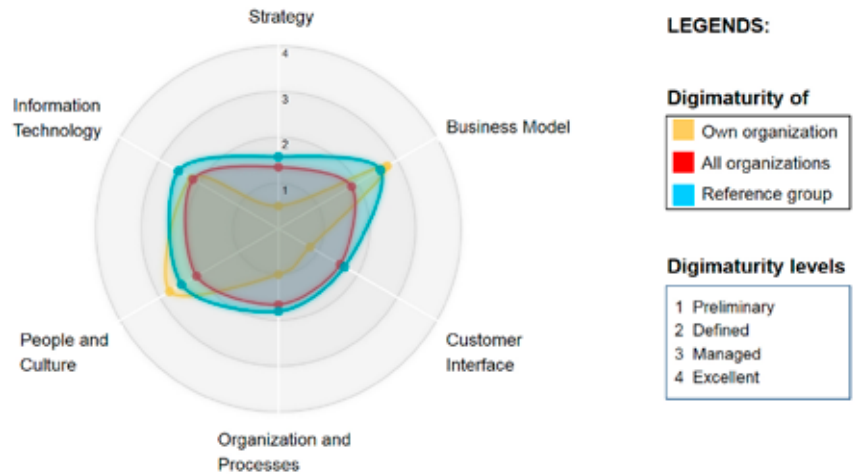 Strategy
4
3
2
1
Information
Technology
Business Model
People and
Culture
Customer
Interface
Organization and
Processes
LEGENDS:
Digimaturity of
Own organization
All organizations
Reference group
Digimaturity levels
1 Preliminary
2 Defined
3 Managed
4 Excellent